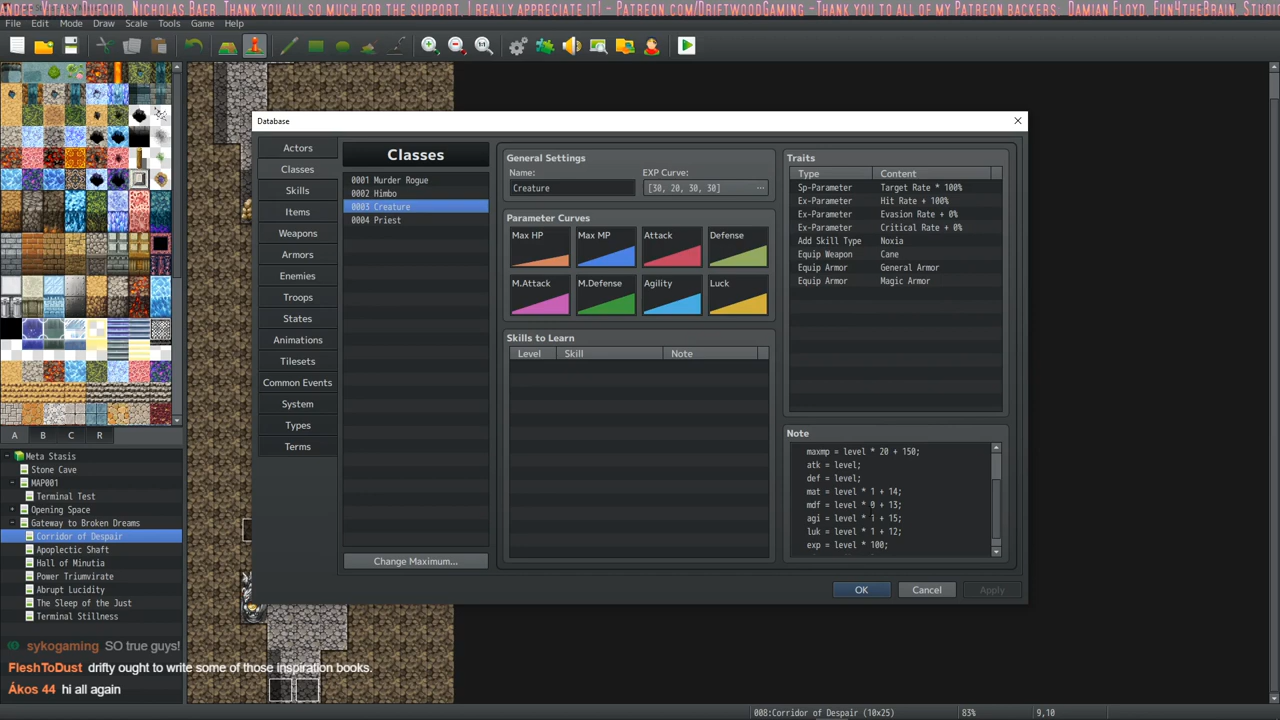 ANDEE, VITALY DUFOUR, NICHOLAS BAER, THANK YOU ALL SO MUCH FOR THE SUPPORT, I REALLY APPRECIATE IT! - PATREON.COM/DRIFTWOODGAMING -THANK YOU TO ALL OF MY PATREON BACKERS: DAMIAN FLOYD, FUN4THEBRAIN, STUDIO
File Edit Mode Draw Scale Tools Game Help
Database
Actors
Classes
Skills
Items
Weapons
Armors
Enemies
Troops
States
Animations
Tilesets
Common Events
System
Types
Terms
Classes
0001 Murder Rogue
0002 Himbo
0003 Creature
0004 Priest
Change Maximum...
General Settings
Name: EXP Curve:
Creature [30, 20, 30, 30] ...
Parameter Curves
Max HP Max MP Attack Defense
M.Attack M.Defense Agility Luck
Skills to Learn
Level Skill Note
Traits
Type Content
Sp-Parameter Target Rate * 100%
Ex-Parameter Hit Rate + 100%
Ex-Parameter Evasion Rate + 0%
Ex-Parameter Critical Rate + 0%
Add Skill Type Noxia
Equip Weapon Cane
Equip Armor General Armor
Equip Armor Magic Armor
Note
maxmp = level * 20 + 150;
atk = level;
def = level;
mat = level * 1 + 14;
mdf = level * 0 + 13;
agi = level * 1 + 15;
luk = level * 1 + 12;
exp = level * 100;
OK Cancel Apply
A B C R
Meta Stasis
Stone Cave
MAP001
Terminal Test
Opening Space
Gateway to Broken Dreams
Corridor of Despair
Apoplectic Shaft
Hall of Minutia
Power Triumvirate
Abrupt Lucidity
The Sleep of the Just
Terminal Stillness
sykogaming SO true guys!
FleshToDust drifty ought to write some of those inspiration books.
Ákos 44 hi all again
008:Corridor of Despair (10x25) 83% 9,10